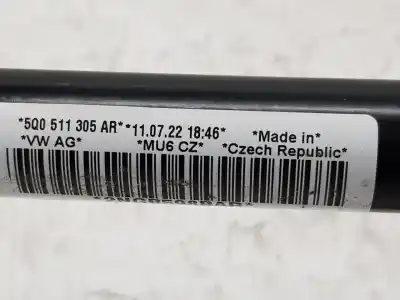 *5Q0 511 305 AR* *11.07.22 18:46* *Made in*
*VW AG* *MU6 CZ* *Czech Republic*